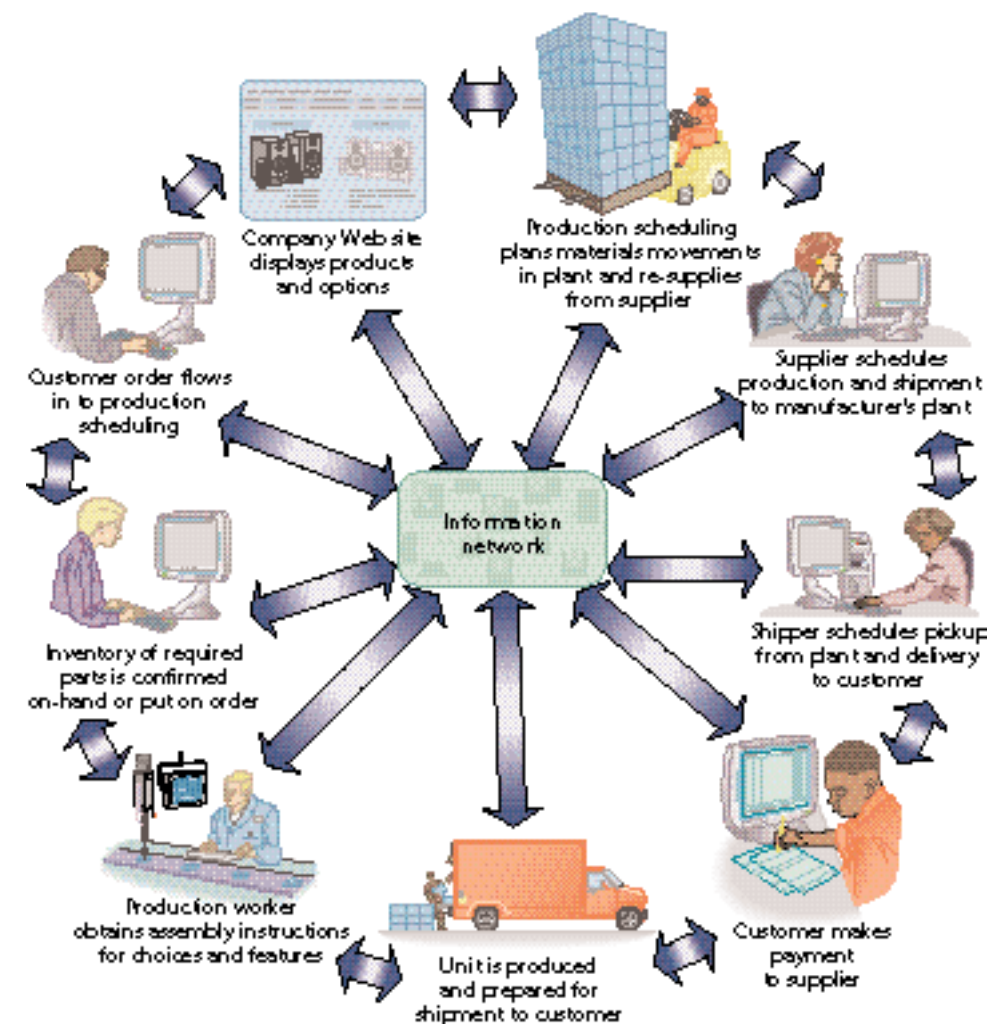 Company Web site
displays products
and options
Production scheduling
plans materials movements
in plant and re-supplies
from supplier
Customer order flows
in to production
scheduling
Supplier schedules
production and shipment
to manufacturer's plant
Information
network
Inventory of required
parts is confirmed
on-hand or put on order
Shipper schedules pickup
from plant and delivery
to customer
Production worker
obtains assembly instructions
for choices and features
Unit is produced
and prepared for
shipment to customer
Customer makes
payment
to supplier